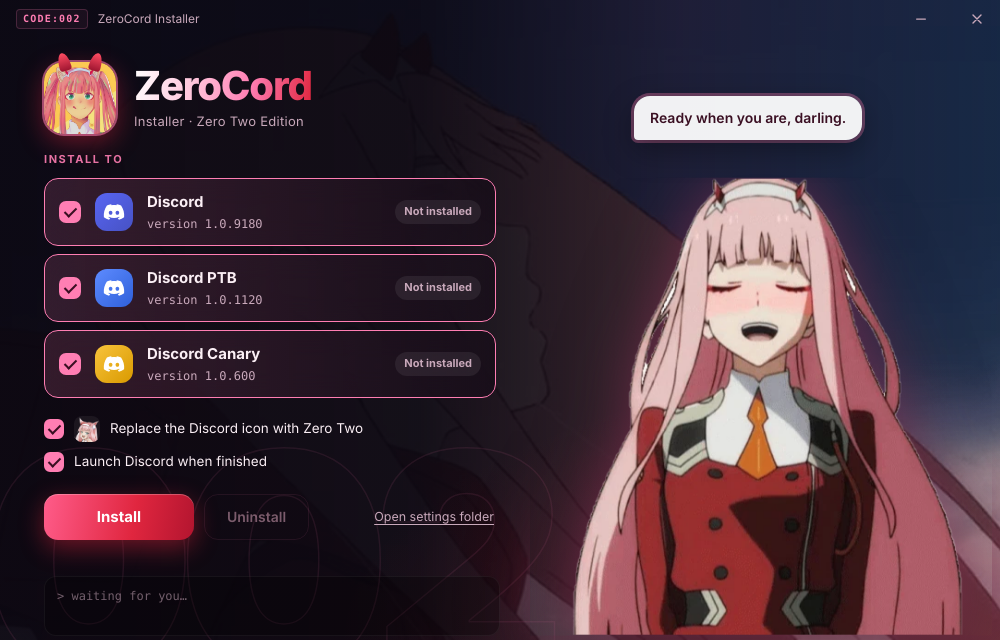 CODE:002 ZeroCord Installer
ZeroCord
Installer · Zero Two Edition
Ready when you are, darling.
INSTALL TO
Discord
version 1.0.9180
Not installed
Discord PTB
version 1.0.1120
Not installed
Discord Canary
version 1.0.600
Not installed
Replace the Discord icon with Zero Two
Launch Discord when finished
Install
Uninstall
Open settings folder
> waiting for you…
002